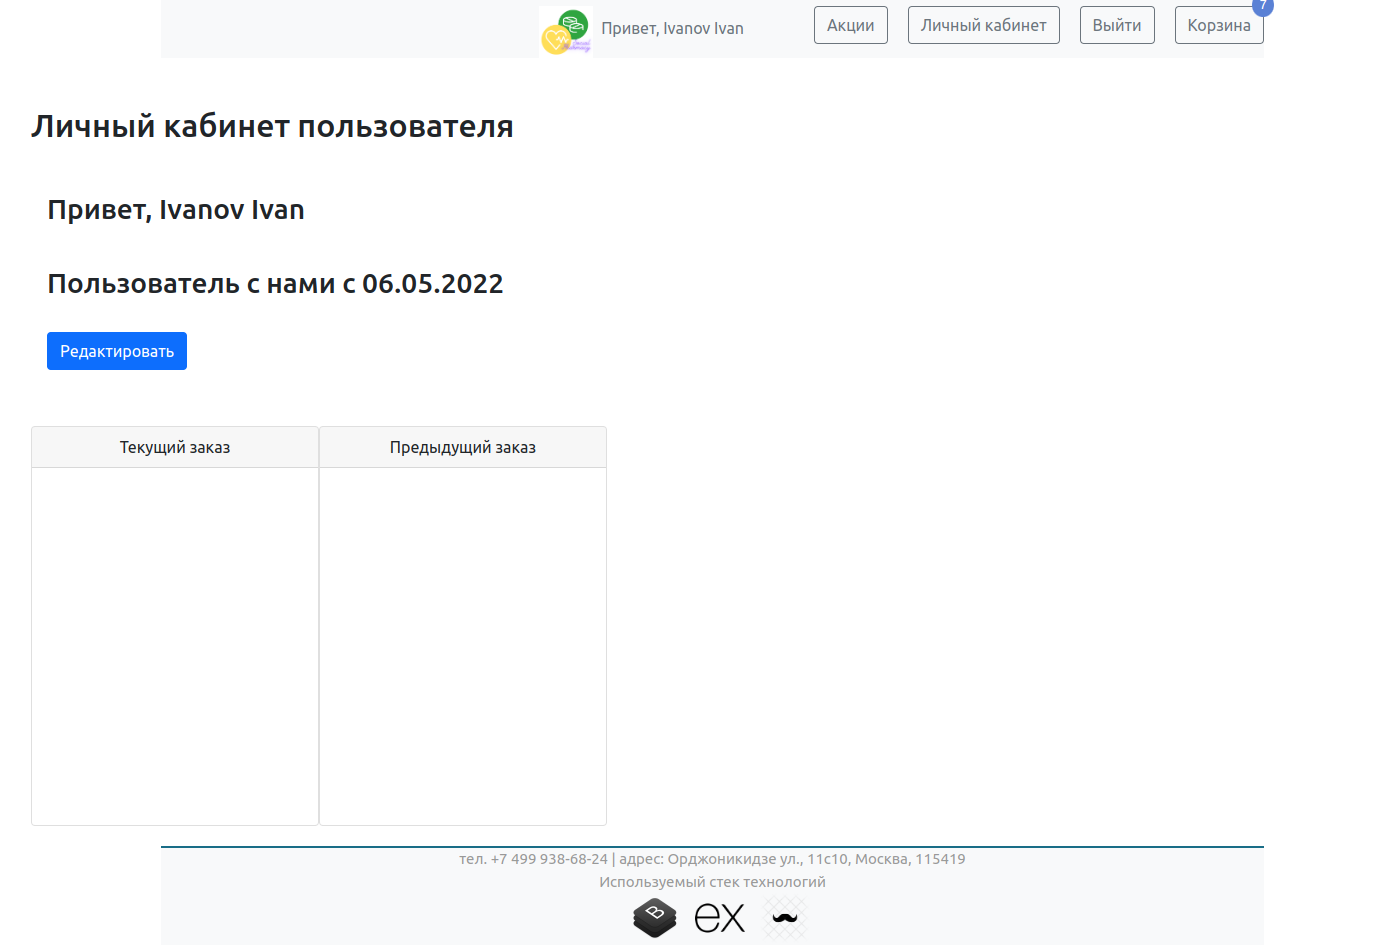 Привет, Ivanov Ivan
Акции
Личный кабинет
Выйти
Корзина
7
Личный кабинет пользователя
Привет, Ivanov Ivan
Пользователь с нами с 06.05.2022
Редактировать
Текущий заказ
Предыдущий заказ
тел. +7 499 938-68-24 | адрес: Орджоникидзе ул., 11с10, Москва, 115419
Используемый стек технологий
B
ex